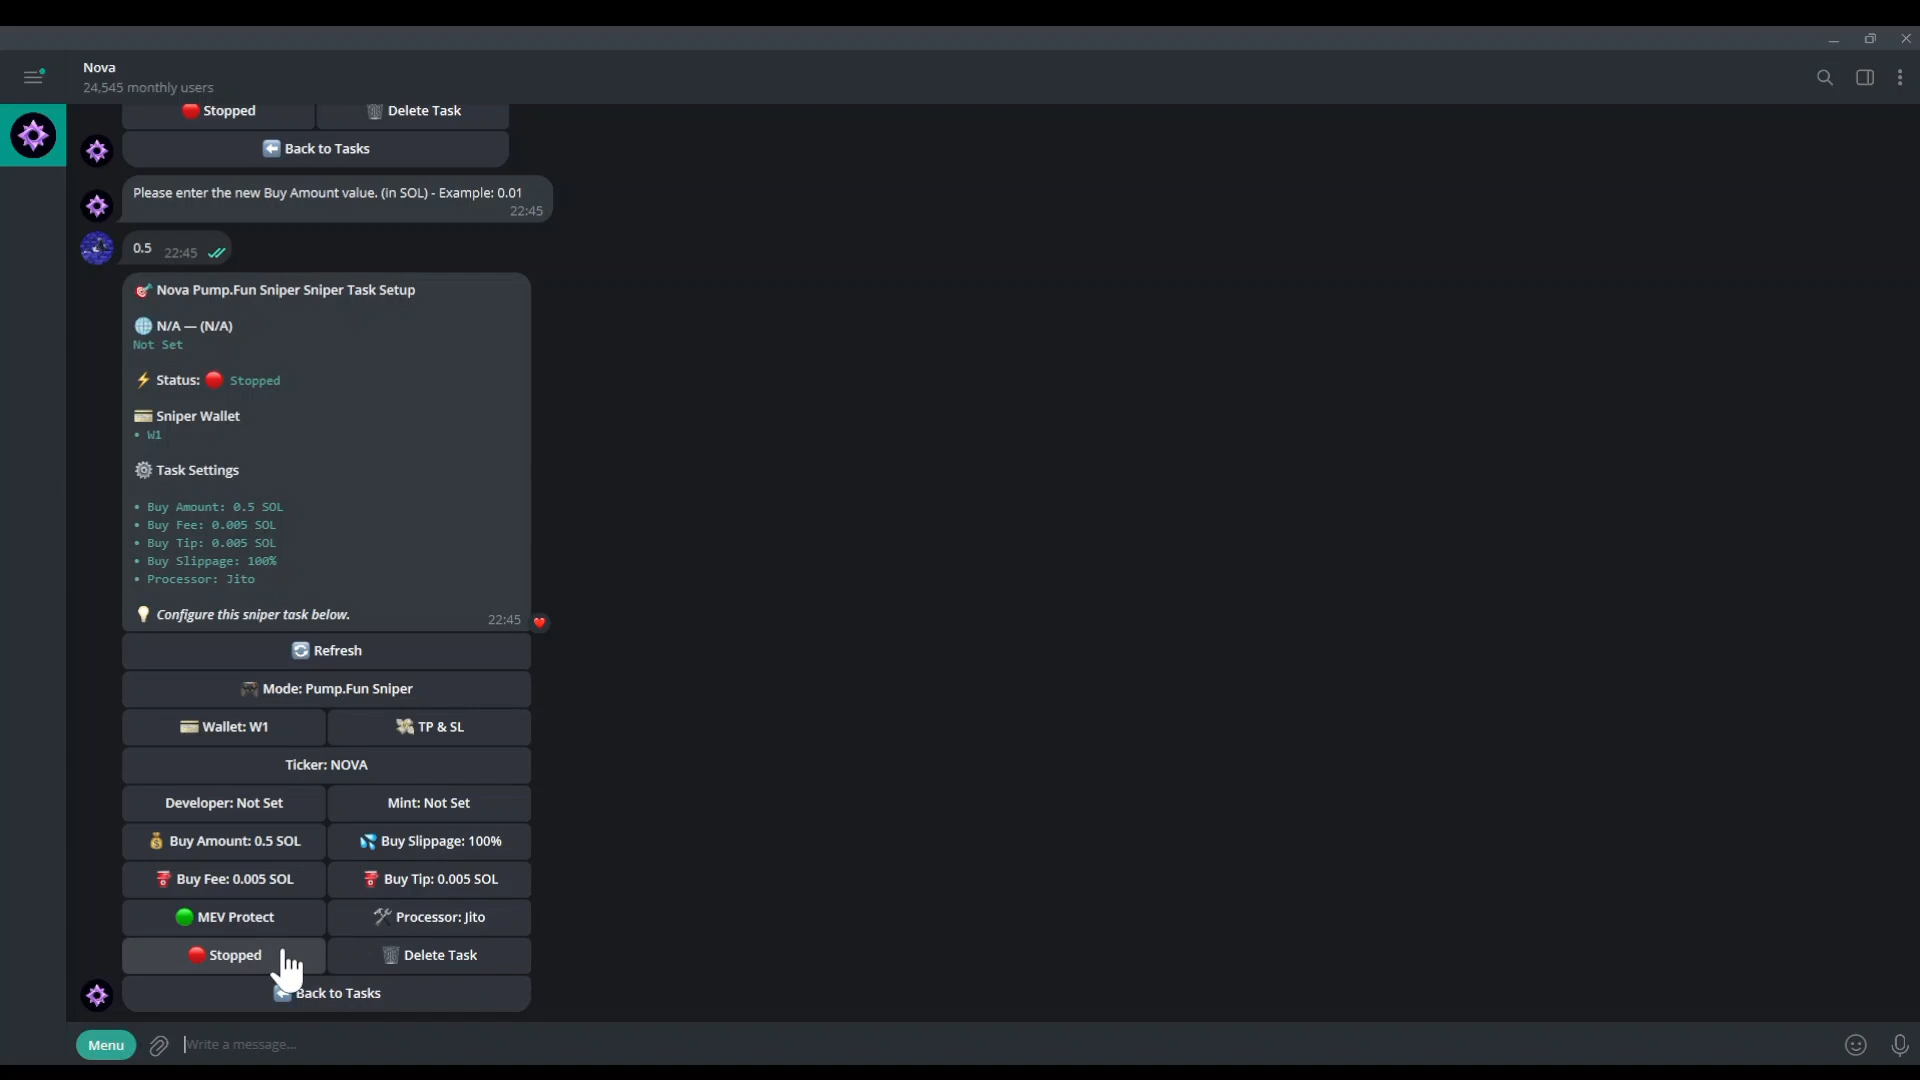 Nova
24,545 monthly users
🔴 Stopped
🗑 Delete Task
⬅ Back to Tasks
Please enter the new Buy Amount value. (in SOL) - Example: 0.01
22:45
0.5 22:45
🎯 Nova Pump.Fun Sniper Sniper Task Setup
🌐 N/A — (N/A)
Not Set
⚡ Status: 🔴 Stopped
💳 Sniper Wallet
• W1
⚙ Task Settings
• Buy Amount: 0.5 SOL
• Buy Fee: 0.005 SOL
• Buy Tip: 0.005 SOL
• Buy Slippage: 100%
• Processor: Jito
💡 Configure this sniper task below.
22:45 ❤
🔄 Refresh
🎮 Mode: Pump.Fun Sniper
💳 Wallet: W1
💸 TP & SL
Ticker: NOVA
Developer: Not Set
Mint: Not Set
💰 Buy Amount: 0.5 SOL
💦 Buy Slippage: 100%
Buy Fee: 0.005 SOL
Buy Tip: 0.005 SOL
🟢 MEV Protect
🛠 Processor: Jito
🔴 Stopped
🗑 Delete Task
⬅ Back to Tasks
Menu
Write a message...